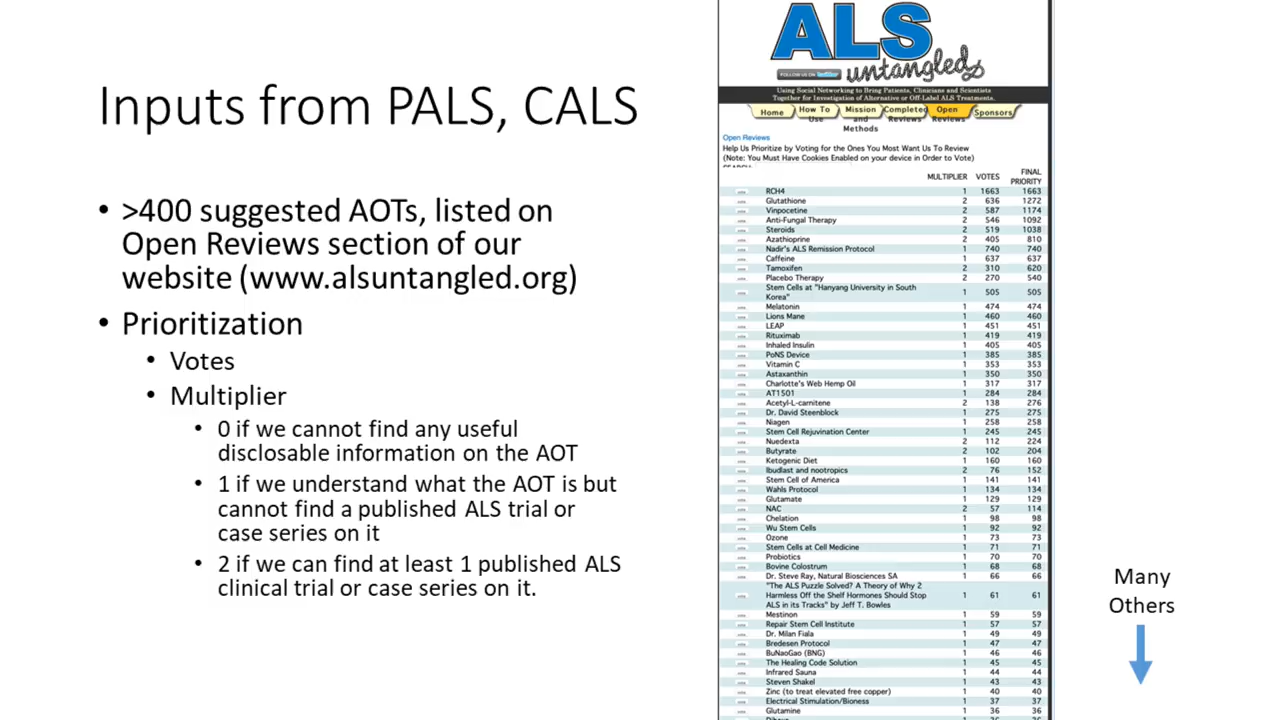 Inputs from PALS, CALS
• >400 suggested AOTs, listed on
Open Reviews section of our
website (www.alsuntangled.org)
• Prioritization
• Votes
• Multiplier
• 0 if we cannot find any useful
disclosable information on the AOT
• 1 if we understand what the AOT is but
cannot find a published ALS trial or
case series on it
• 2 if we can find at least 1 published ALS
clinical trial or case series on it.
ALS
untangled
FOLLOW US ON twitter
Using Social Networking to Bring Patients, Clinicians and Scientists
Together for Investigation of Alternative or Off-Label ALS Treatments.
Home How To Use Mission and Methods Completed Reviews Open Reviews Sponsors
Open Reviews
Help Us Prioritize by Voting for the Ones You Most Want Us To Review
(Note: You Must Have Cookies Enabled on your device in Order to Vote)
MULTIPLIER VOTES FINAL PRIORITY
RCH4 1 1663 1663
Glutathione 2 636 1272
Vinpocetine 2 587 1174
Anti-Fungal Therapy 2 546 1092
Steroids 2 519 1038
Azathioprine 2 405 810
Nadir's ALS Remission Protocol 1 740 740
Caffeine 1 637 637
Tamoxifen 2 310 620
Placebo Therapy 2 270 540
Stem Cells at "Hanyang University in South
Korea" 1 505 505
Melatonin 1 474 474
Lions Mane 1 460 460
LEAP 1 451 451
Rituximab 1 419 419
Inhaled Insulin 1 405 405
PoNS Device 1 385 385
Vitamin C 1 353 353
Astaxanthin 1 350 350
Charlotte's Web Hemp Oil 1 317 317
AT1501 1 284 284
Acetyl-L-carnitene 2 138 276
Dr. David Steenblock 1 275 275
Niagen 1 258 258
Stem Cell Rejuvination Center 1 245 245
Nuedexta 2 112 224
Butyrate 2 102 204
Ketogenic Diet 1 160 160
Ibudlast and nootropics 2 76 152
Stem Cell of America 1 141 141
Wahls Protocol 1 134 134
Glutamate 1 129 129
NAC 2 57 114
Chelation 1 98 98
Wu Stem Cells 1 92 92
Ozone 1 73 73
Stem Cells at Cell Medicine 1 71 71
Probiotics 1 70 70
Bovine Colostrum 1 68 68
Dr. Steve Ray, Natural Biosciences SA 1 66 66
"The ALS Puzzle Solved? A Theory of Why 2
Harmless Off the Shelf Hormones Should Stop 1 61 61
ALS in its Tracks" by Jeff T. Bowles
Mestinon 1 59 59
Repair Stem Cell Institute 1 57 57
Dr. Milan Fiala 1 49 49
Bredesen Protocol 1 47 47
BuNaoGao (BNG) 1 46 46
The Healing Code Solution 1 45 45
Infrared Sauna 1 44 44
Steven Shakel 1 43 43
Zinc (to treat elevated free copper) 1 40 40
Electrical Stimulation/Bioness 1 37 37
Glutamine 1 36 36
Many
Others